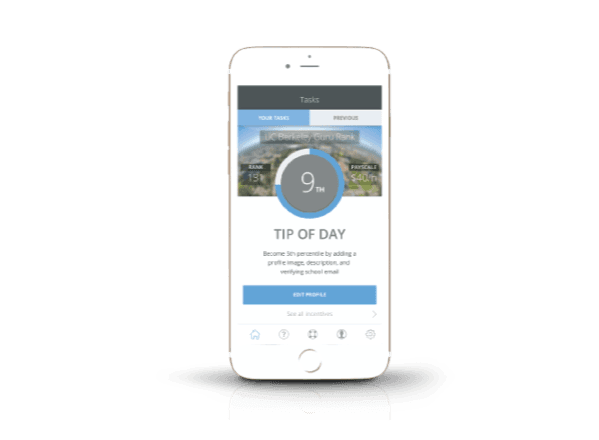 Tasks
YOUR TASKS
PREVIOUS
UC Berkeley Guru Rank
RANK
151
PAYSCALE
$40/h
9TH
TIP OF DAY
Become 5th percentile by adding a
profile image, description, and
verifying school email
EDIT PROFILE
See all incentives